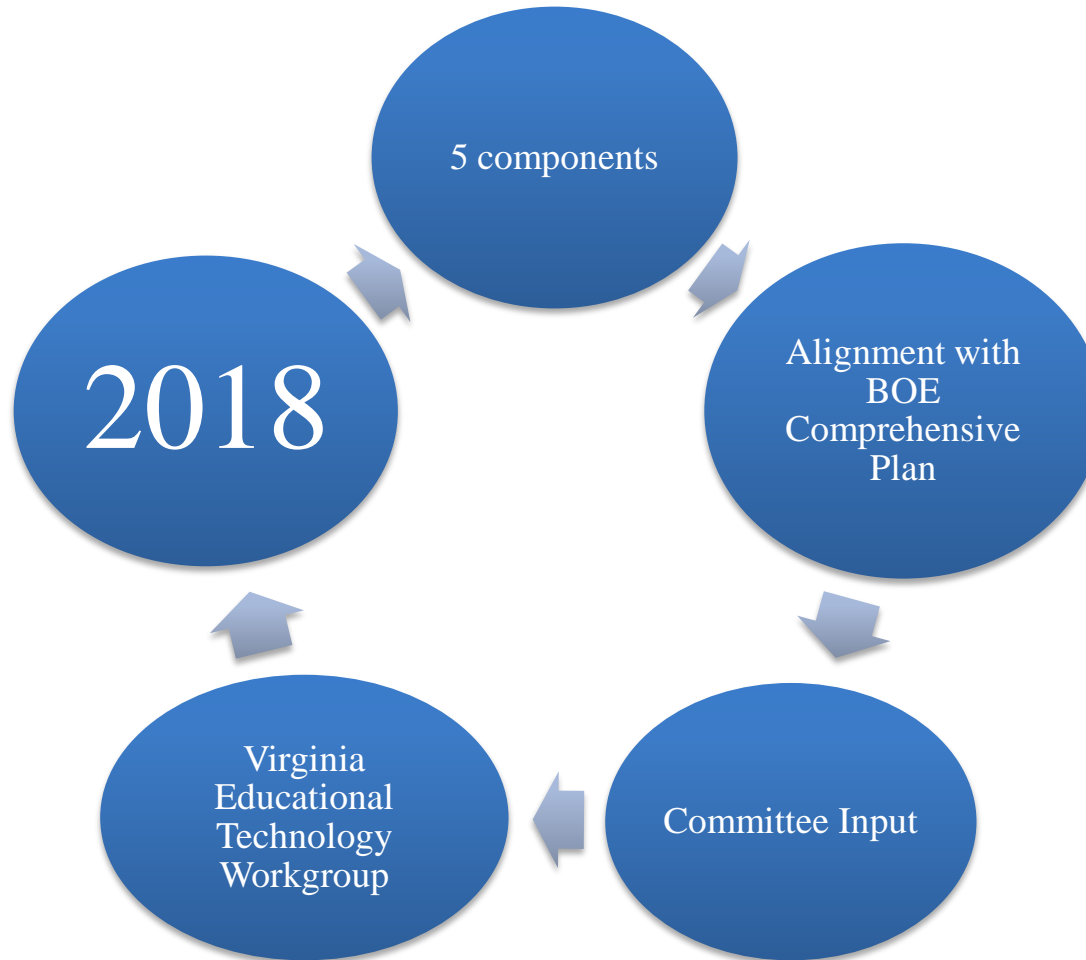 5 components
Alignment with
BOE
Comprehensive
Plan
Committee Input
Virginia
Educational
Technology
Workgroup
2018